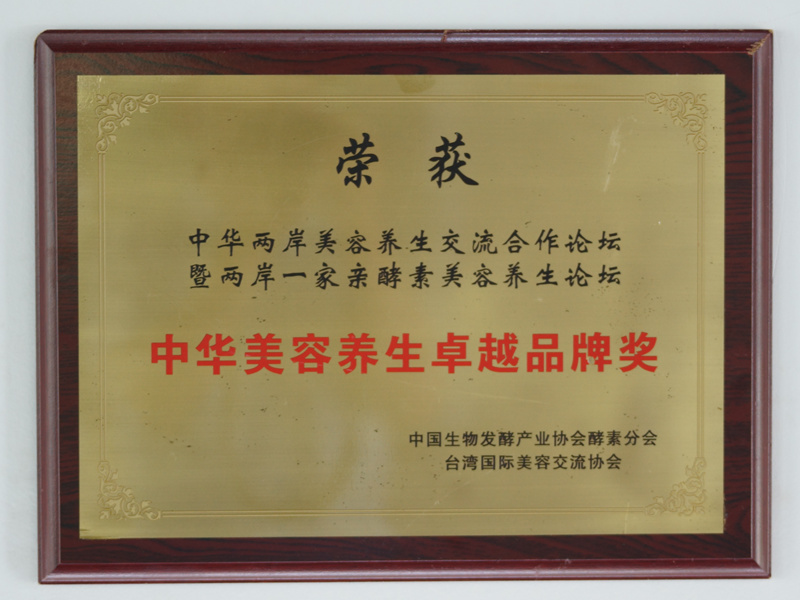 荣 获
中华两岸美容养生交流合作论坛
暨两岸一家亲酵素美容养生论坛
中华美容养生卓越品牌奖
中国生物发酵产业协会酵素分会
台湾国际美容交流协会